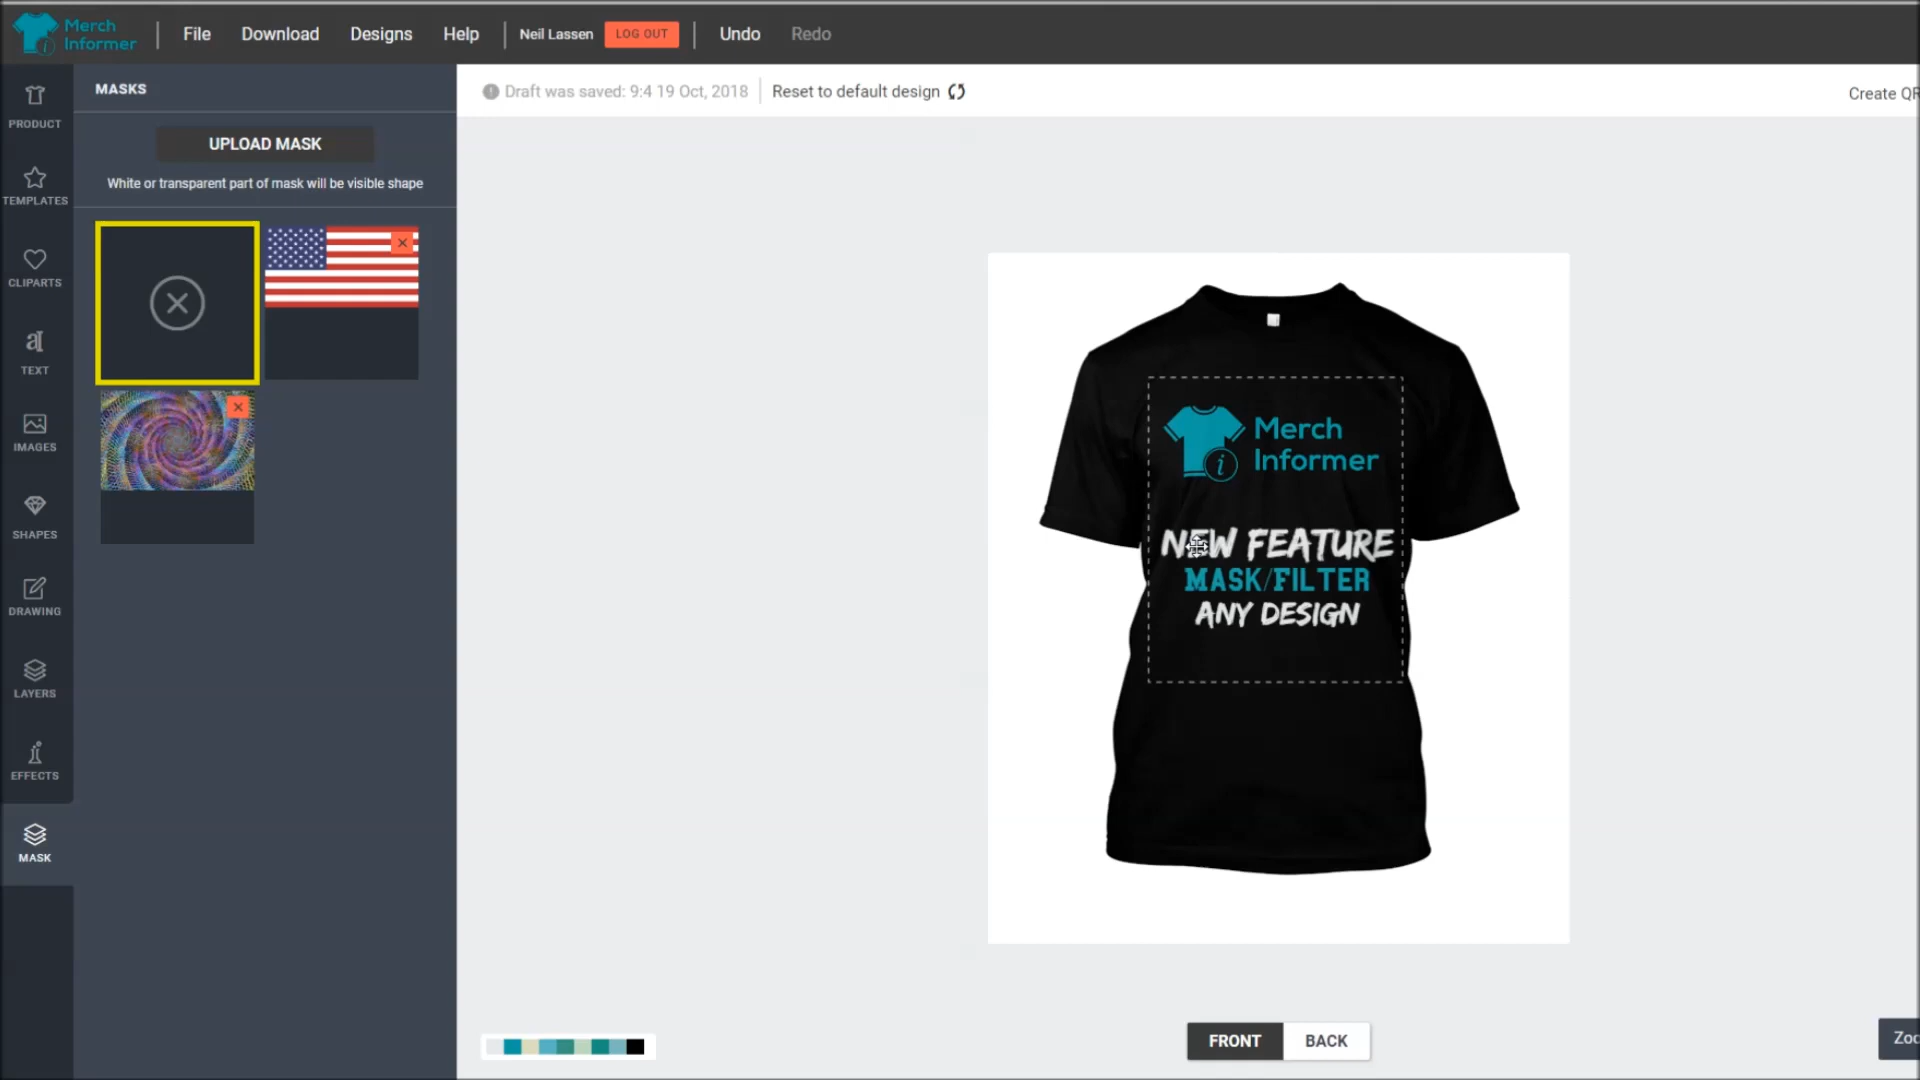 Merch
Informer
File
Download
Designs
Help
Neil Lassen
LOG OUT
Undo
Redo
PRODUCT
TEMPLATES
CLIPARTS
TEXT
IMAGES
SHAPES
DRAWING
LAYERS
EFFECTS
MASK
MASKS
UPLOAD MASK
White or transparent part of mask will be visible shape
Draft was saved: 9:4 19 Oct, 2018
Reset to default design
Create QR
Merch
Informer
NEW FEATURE
MASK/FILTER
ANY DESIGN
FRONT
BACK